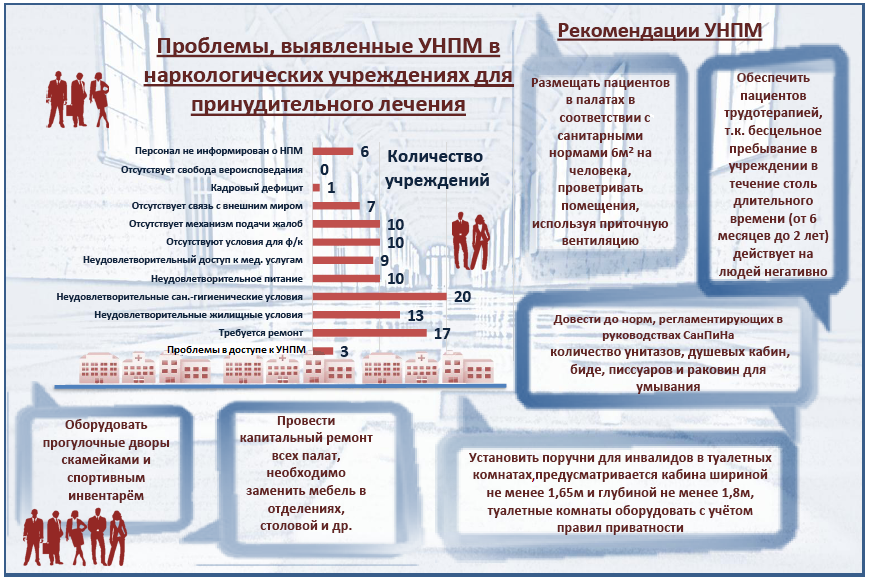 Проблемы, выявленные УНПМ в
наркологических учреждениях для
принудительного лечения
Персонал не информирован о НПМ 6
Отсутствует свобода вероисповедания 0
Кадровый дефицит 1
Отсутствует связь с внешним миром 7
Отсутствует механизм подачи жалоб 10
Отсутствуют условия для ф/к 10
Неудовлетворительный доступ к мед. услугам 9
Неудовлетворительное питание 10
Неудовлетворительные сан.-гигиенические условия 20
Неудовлетворительные жилищные условия 13
Требуется ремонт 17
Проблемы в доступе к УНПМ 3
Количество
учреждений
Рекомендации УНПМ
Размещать пациентов
в палатах в
соответствии с
санитарными
нормами 6м² на
человека,
проветривать
помещения,
используя приточную
вентиляцию
Обеспечить
пациентов
трудотерапией,
т.к. бесцельное
пребывание в
учреждении в
течение столь
длительного
времени (от 6
месяцев до 2 лет)
действует на
людей негативно
Довести до норм, регламентирующих в
руководствах СанПиНа
количество унитазов, душевых кабин,
биде, писсуаров и раковин для
умывания
Оборудовать
прогулочные дворы
скамейками и
спортивным
инвентарём
Провести
капитальный ремонт
всех палат,
необходимо
заменить мебель в
отделениях,
столовой и др.
Установить поручни для инвалидов в туалетных
комнатах,предусматривается кабина шириной
не менее 1,65м и глубиной не менее 1,8м,
туалетные комнаты оборудовать с учётом
правил приватности